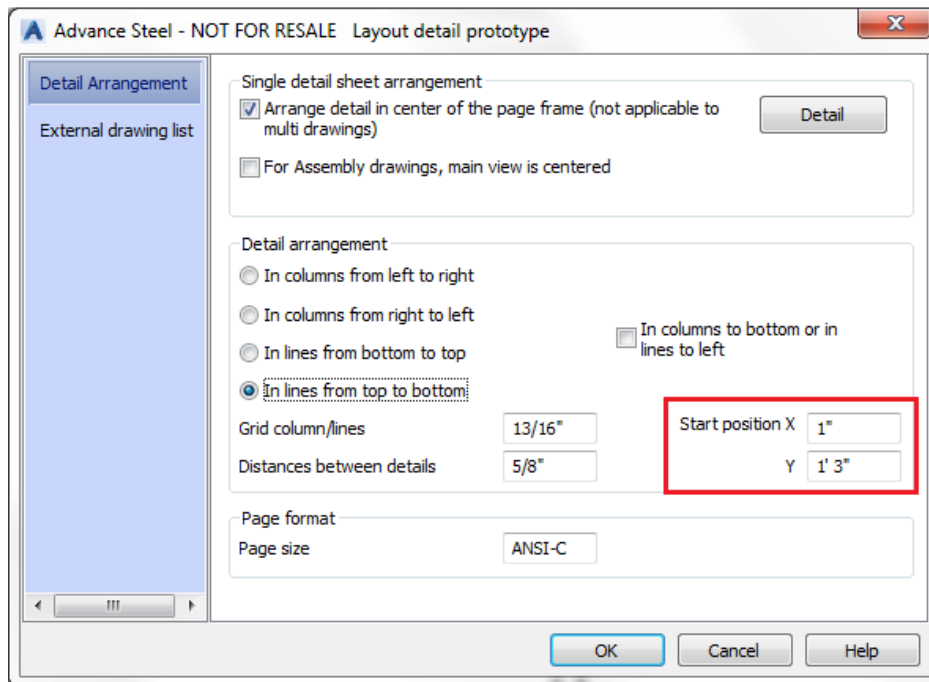 Advance Steel - NOT FOR RESALE Layout detail prototype
Detail Arrangement
External drawing list
Single detail sheet arrangement
Arrange detail in center of the page frame (not applicable to
multi drawings)
Detail
For Assembly drawings, main view is centered
Detail arrangement
In columns from left to right
In columns from right to left
In lines from bottom to top
In columns to bottom or in
lines to left
In lines from top to bottom
Grid column/lines 13/16"
Start position X 1"
Distances between details 5/8"
Y 1' 3"
Page format
Page size ANSI-C
OK Cancel Help